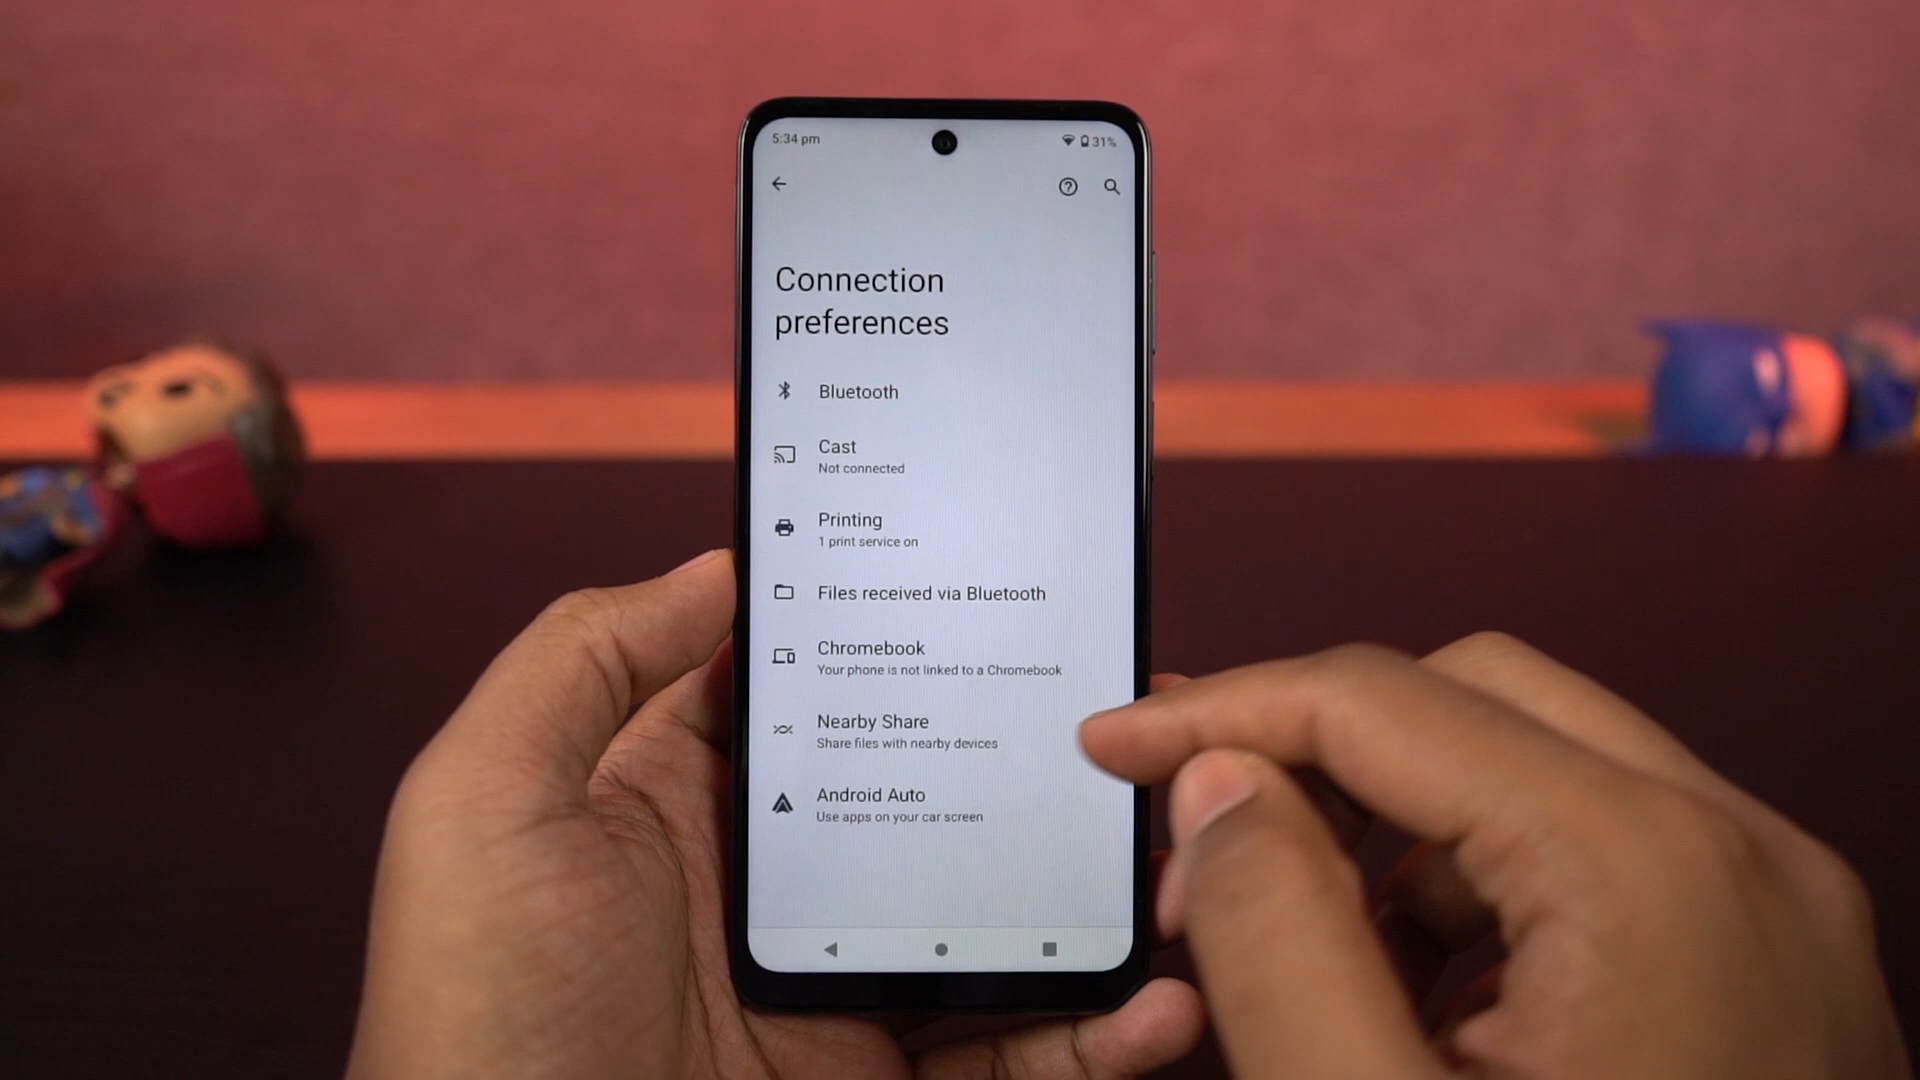 5:34 pm
31%
Connection
preferences
Bluetooth
Cast
Not connected
Printing
1 print service on
Files received via Bluetooth
Chromebook
Your phone is not linked to a Chromebook
Nearby Share
Share files with nearby devices
Android Auto
Use apps on your car screen